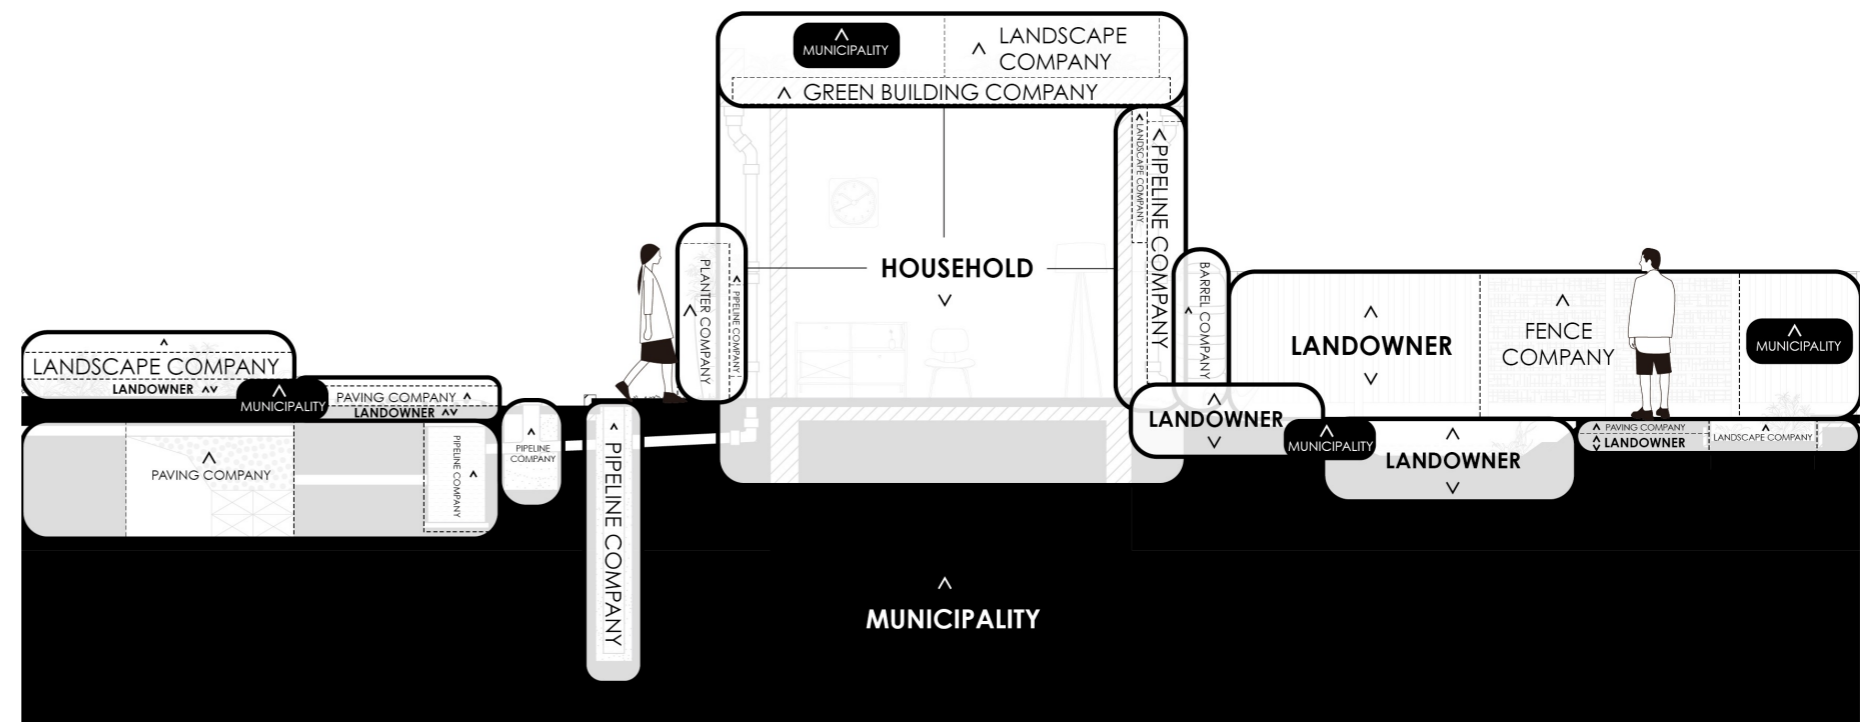 MUNICIPALITY
LANDSCAPE
COMPANY
GREEN BUILDING COMPANY
LANDSCAPE COMPANY
PIPELINE COMPANY
HOUSEHOLD
PLANTER COMPANY
PIPELINE COMPANY
BARREL COMPANY
LANDOWNER
FENCE
COMPANY
MUNICIPALITY
LANDSCAPE COMPANY
LANDOWNER
MUNICIPALITY
PAVING COMPANY
LANDOWNER
PAVING COMPANY
PIPELINE COMPANY
PIPELINE
COMPANY
PIPELINE COMPANY
LANDOWNER
MUNICIPALITY
LANDOWNER
PAVING COMPANY
LANDOWNER
LANDSCAPE COMPANY
MUNICIPALITY